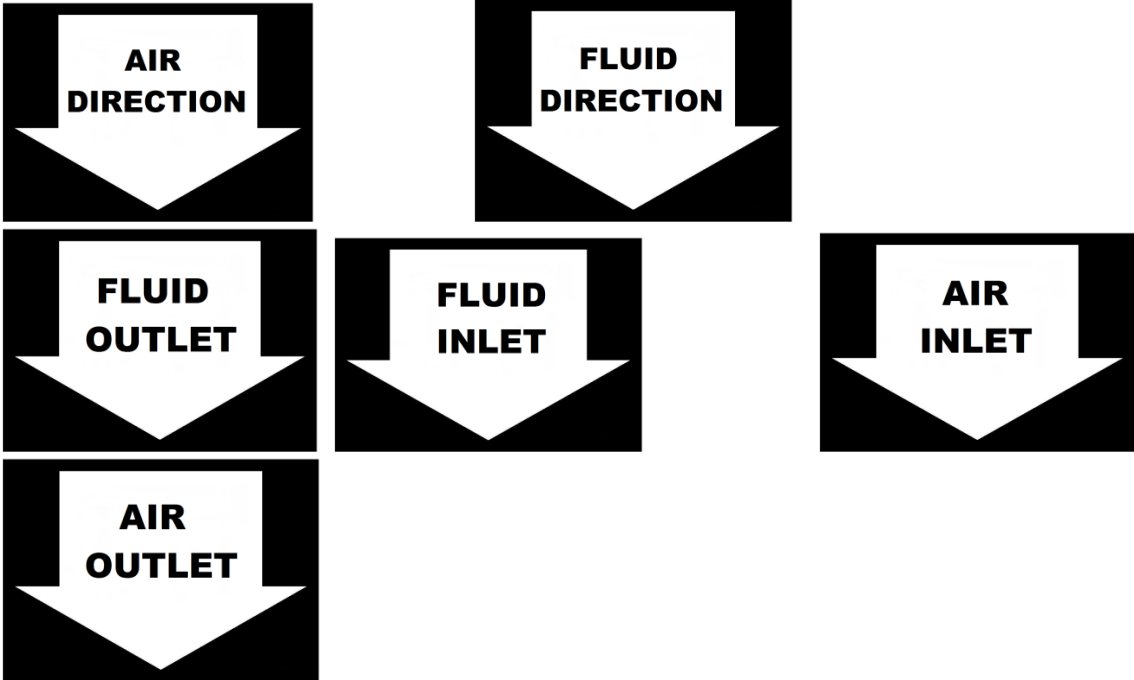 AIR
DIRECTION
FLUID
DIRECTION
FLUID
OUTLET
FLUID
INLET
AIR
INLET
AIR
OUTLET